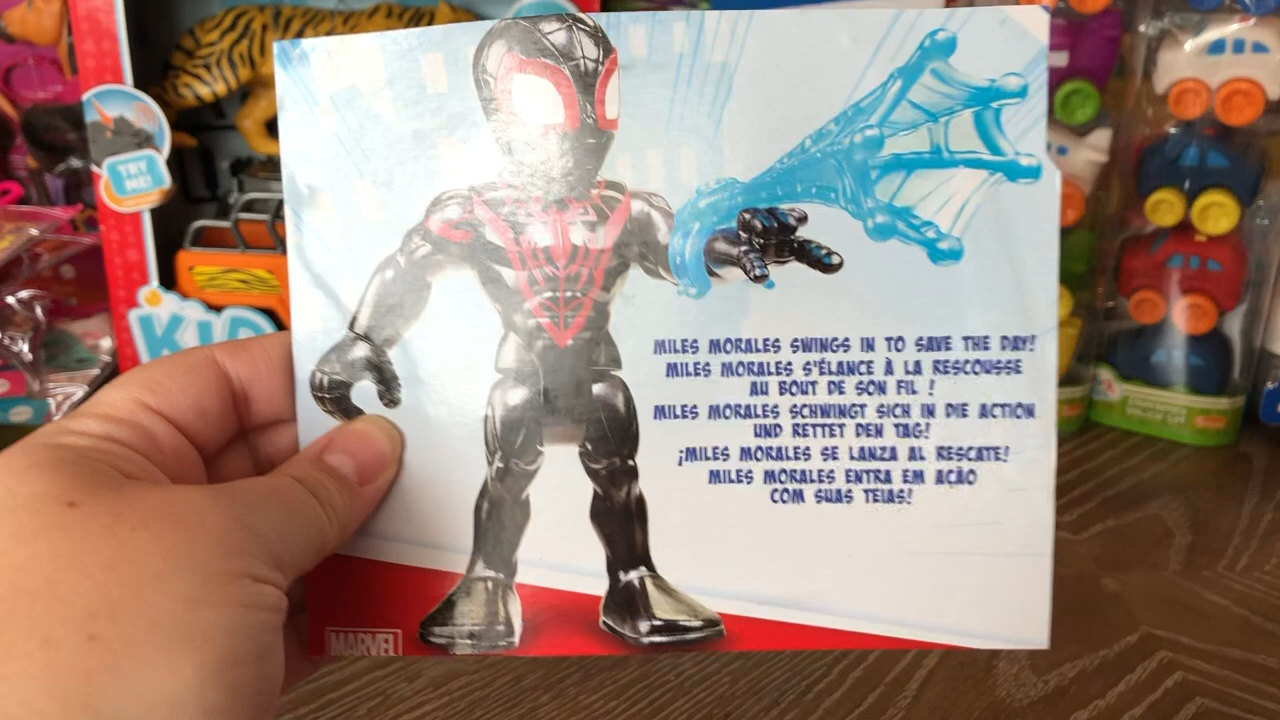 TRY
ME!
KID
MILES MORALES SWINGS IN TO SAVE THE DAY!
MILES MORALES S'ÉLANCE À LA RESCOUSSE
AU BOUT DE SON FIL !
MILES MORALES SCHWINGT SICH IN DIE ACTION
UND RETTET DEN TAG!
¡MILES MORALES SE LANZA AL RESCATE!
MILES MORALES ENTRA EM AÇÃO
COM SUAS TEIAS!
MARVEL